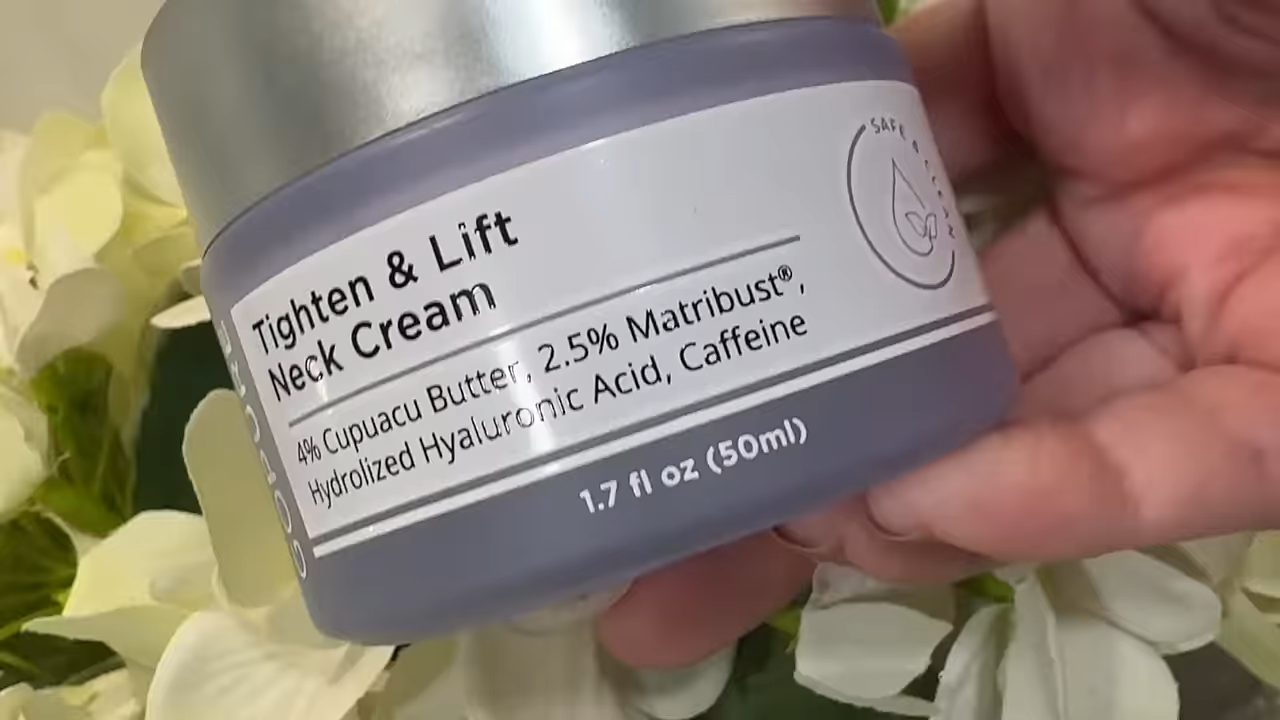 Tighten & Lift
Neck Cream
4% Cupuacu Butter, 2.5% Matribust®,
Hydrolized Hyaluronic Acid, Caffeine
1.7 fl oz (50ml)
SAFE & CLEAN